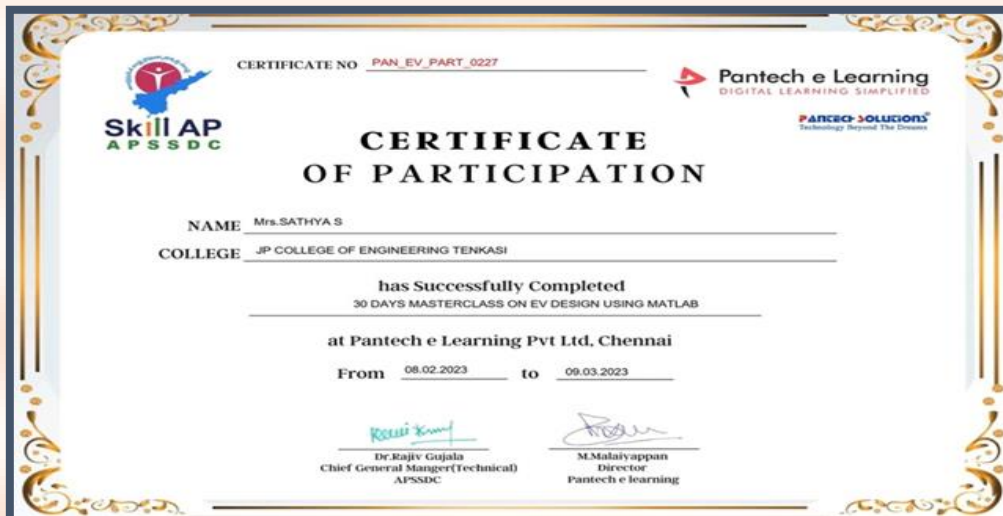 CERTIFICATE NO PAN_EV_PART_0227
Skill AP
APSSDC
Pantech e Learning
DIGITAL LEARNING SIMPLIFIED
PANTECH SOLUTIONS®
Technology Beyond The Dreams
CERTIFICATE
OF PARTICIPATION
NAME Mrs.SATHYA S
COLLEGE JP COLLEGE OF ENGINEERING TENKASI
has Successfully Completed
30 DAYS MASTERCLASS ON EV DESIGN USING MATLAB
at Pantech e Learning Pvt Ltd, Chennai
From 08.02.2023 to 09.03.2023
Dr.Rajiv Gujala
Chief General Manger(Technical)
APSSDC
M.Malaiyappan
Director
Pantech e learning